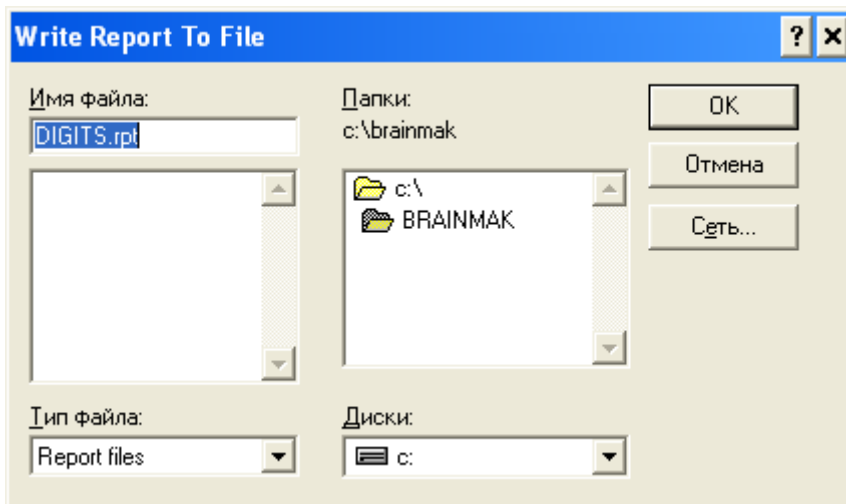 Write Report To File
Имя файла:
DIGITS.rpt
Папки:
c:\brainmak
c:\
BRAINMAK
OK
Отмена
Сеть...
Тип файла:
Report files
Диски:
c: